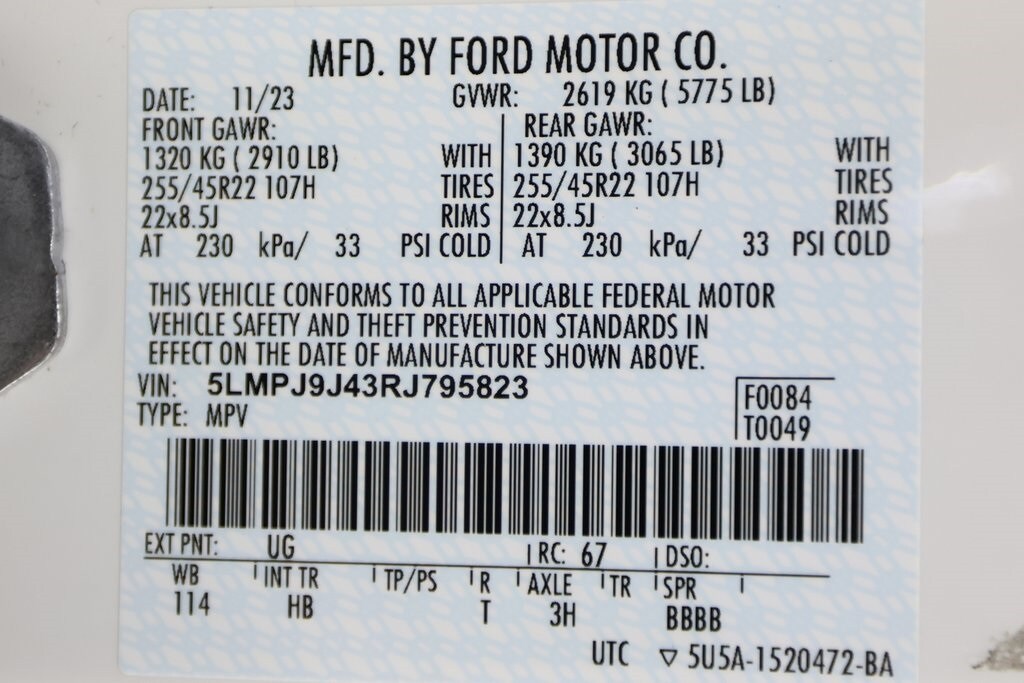 MFD. BY FORD MOTOR CO.
DATE: 11/23 GVWR: 2619 KG ( 5775 LB)
FRONT GAWR: REAR GAWR:
1320 KG ( 2910 LB) WITH 1390 KG ( 3065 LB) WITH
255/45R22 107H TIRES 255/45R22 107H TIRES
22x8.5J RIMS 22x8.5J RIMS
AT 230 kPa/ 33 PSI COLD AT 230 kPa/ 33 PSI COLD
THIS VEHICLE CONFORMS TO ALL APPLICABLE FEDERAL MOTOR
VEHICLE SAFETY AND THEFT PREVENTION STANDARDS IN
EFFECT ON THE DATE OF MANUFACTURE SHOWN ABOVE.
VIN: 5LMPJ9J43RJ795823
F0084
TYPE: MPV
T0049
EXT PNT: UG RC: 67 DSO:
WB INT TR TP/PS R AXLE TR SPR
114 HB T 3H BBBB
UTC ▽ 5U5A-1520472-BA